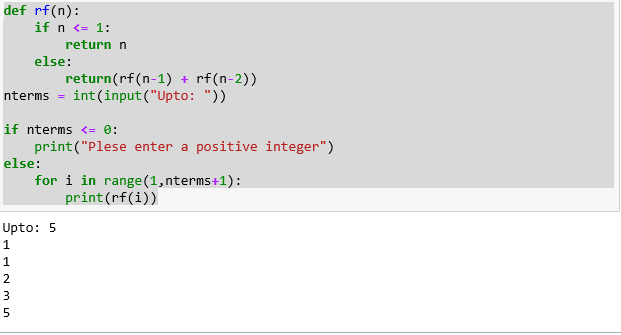 def rf(n):
    if n <= 1:
        return n
    else:
        return(rf(n-1) + rf(n-2))
nterms = int(input("Upto: "))

if nterms <= 0:
    print("Plese enter a positive integer")
else:
    for i in range(1,nterms+1):
        print(rf(i))
Upto: 5
1
1
2
3
5